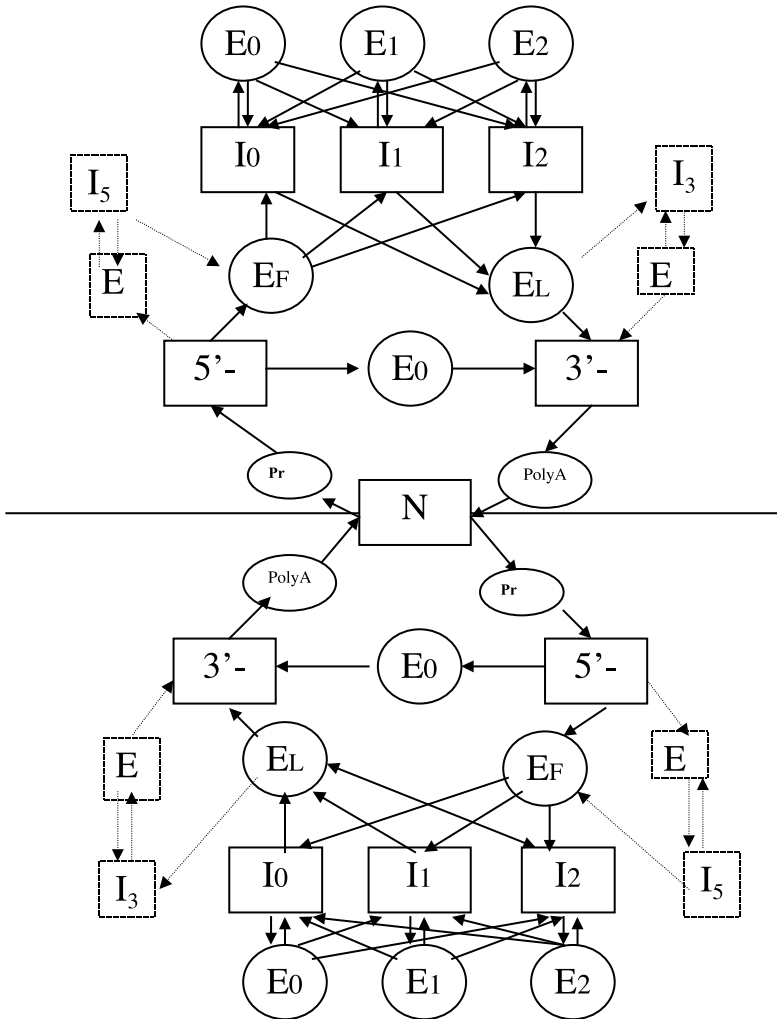 E0 E1 E2
I0 I1 I2
I5 I3
E EF EL E
5’- E0 3’-
Pr PolyA
N
PolyA Pr
3’- E0 5’-
E EL EF E
I3 I0 I1 I2 I5
E0 E1 E2